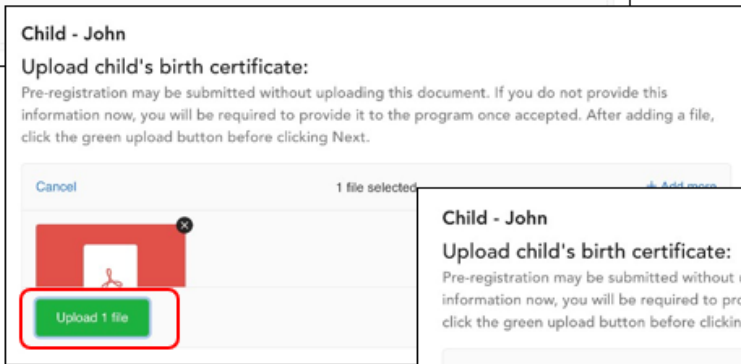 Child - John
Upload child's birth certificate:
Pre-registration may be submitted without uploading this document. If you do not provide this
information now, you will be required to provide it to the program once accepted. After adding a file,
click the green upload button before clicking Next.
Cancel 1 file selected + Add more
Upload 1 file
Child - John
Upload child's birth certificate:
Pre-registration may be submitted without
information now, you will be required to
click the green upload button before